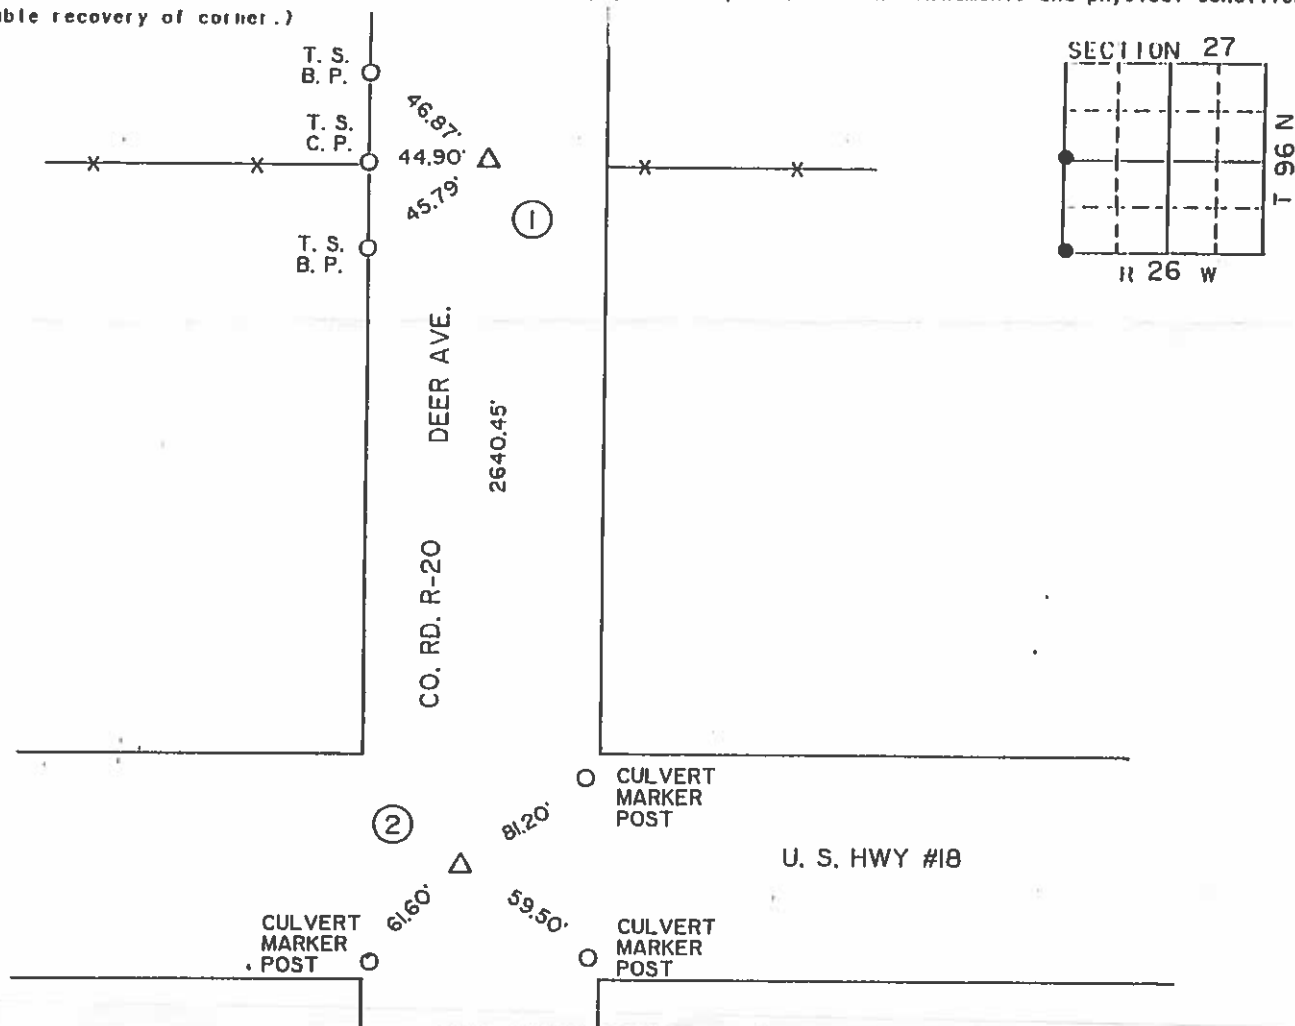 recovery of corner.)
SECTION 27
T. S.
B. P.
46.87'
T. S.
C. P.
44.90'
T 96 N
45.79'
1
T. S.
B. P.
R 26 W
DEER AVE.
2640.45'
CO. RD. R-20
CULVERT
MARKER
POST
2
81.20'
U. S. HWY #18
61.60'
59.50'
CULVERT
MARKER
POST
CULVERT
MARKER
POST